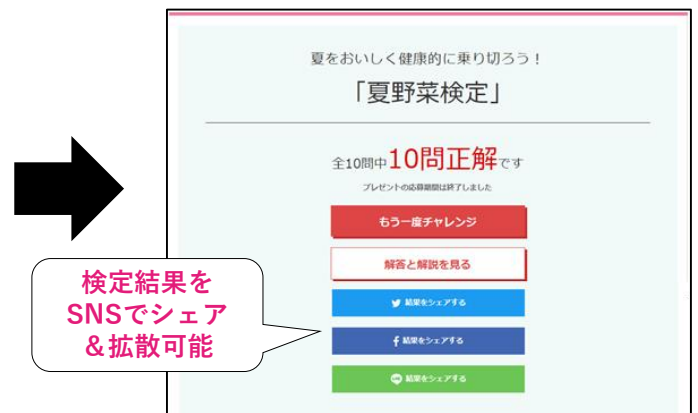 夏をおいしく健康的に乗り切ろう！
「夏野菜検定」
全10問中10問正解です
プレゼントの応募期間は終了しました
もう一度チャレンジ
解答と解説を見る
結果をシェアする
結果をシェアする
結果をシェアする
検定結果を
SNSでシェア
＆拡散可能